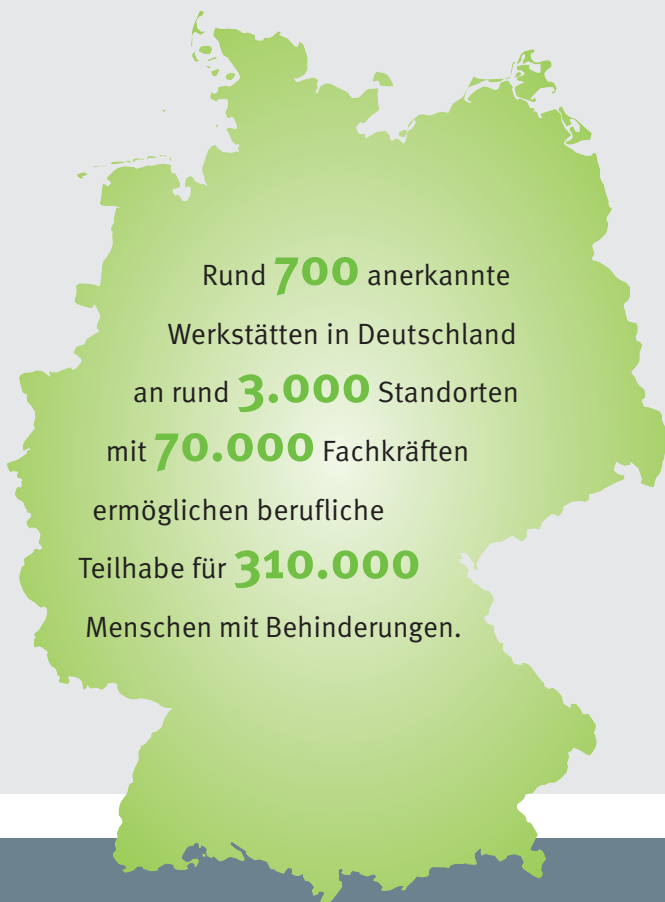 Rund 700 anerkannte
Werkstätten in Deutschland
an rund 3.000 Standorten
mit 70.000 Fachkräften
ermöglichen berufliche
Teilhabe für 310.000
Menschen mit Behinderungen.